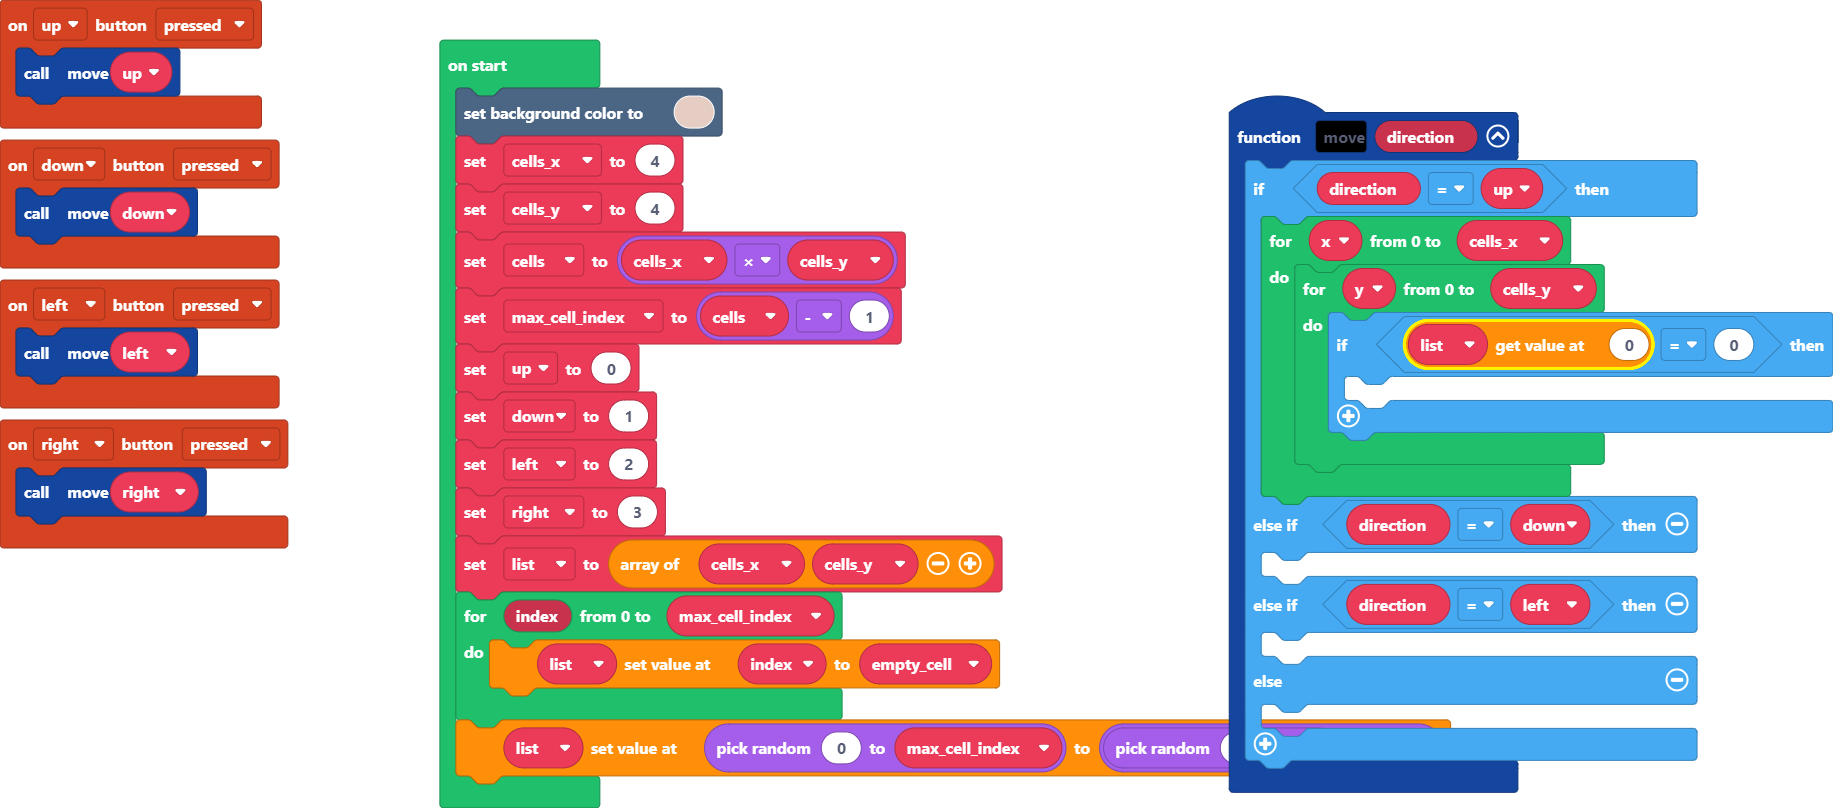 on up button pressed
call move up
on down button pressed
call move down
on left button pressed
call move left
on right button pressed
call move right
on start
set background color to
set cells_x to 4
set cells_y to 4
set cells to cells_x × cells_y
set max_cell_index to cells - 1
set up to 0
set down to 1
set left to 2
set right to 3
set list to array of cells_x cells_y
for index from 0 to max_cell_index
do list set value at index to empty_cell
list set value at pick random 0 to max_cell_index to pick random
function move direction
if direction = up then
for x from 0 to cells_x
do for y from 0 to cells_y
do if list get value at 0 = 0 then
else if direction = down then
else if direction = left then
else